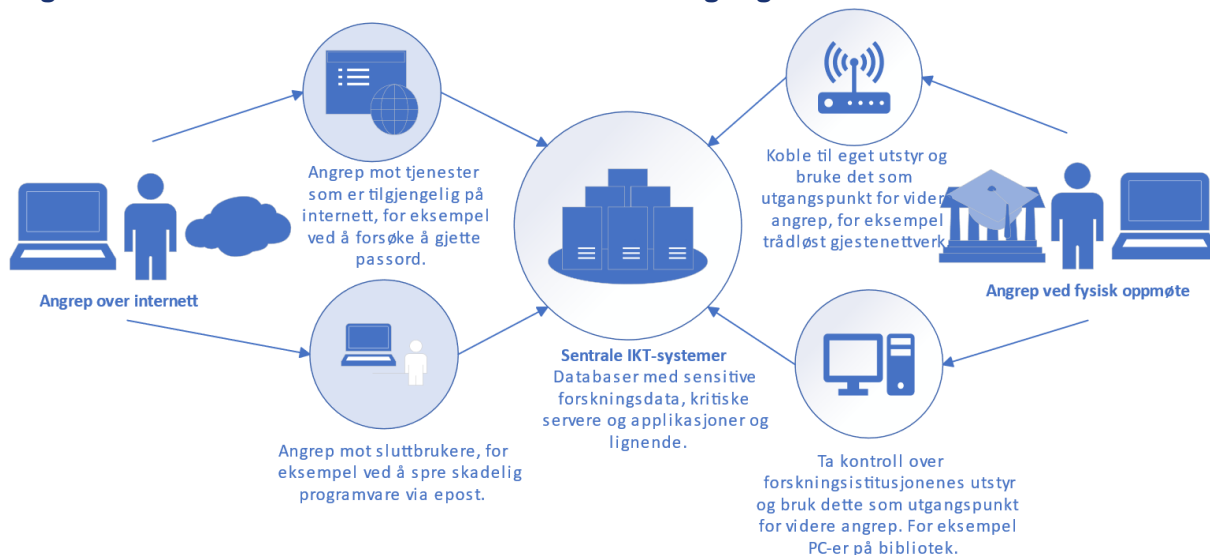 Angrep mot tjenester
som er tilgjengelig på
internett, for eksempel
ved å forsøke å gjette
passord.
Koble til eget utstyr og
bruke det som
utgangspunkt for vider
angrep, for eksempel
trådløst gjestenettverk
Angrep over internett
Angrep ved fysisk oppmøte
Sentrale IKT-systemer
Databaser med sensitive
forskningsdata, kritiske
servere og applikasjoner og
lignende.
Angrep mot sluttbrukere, for
eksempel ved å spre skadelig
programvare via epost.
Ta kontroll over
forskningsistitusjonenes utstyr
og bruk dette som utgangspunkt
for videre angrep. For eksempel
PC-er på bibliotek.